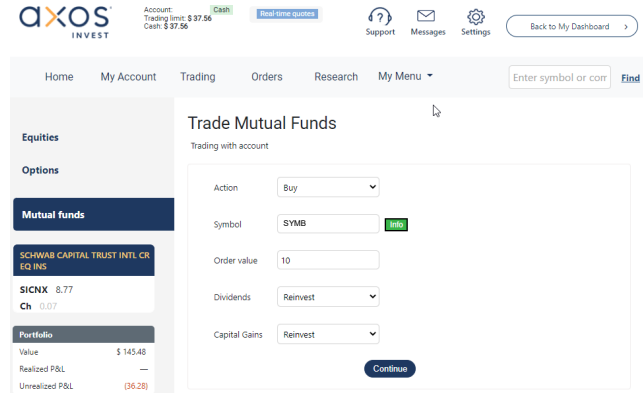 axos
INVEST
Account: Cash
Trading limit: $ 37.56
Cash: $ 37.56
Real-time quotes
Support
Messages
Settings
Back to My Dashboard >
Home
My Account
Trading
Orders
Research
My Menu
Enter symbol or com
Find
Equities
Options
Mutual funds
SCHWAB CAPITAL TRUST INTL CR
EQ INS
SICNX 8.77
Ch 0.07
Portfolio
Value $ 145.48
Realized P&L —
Unrealized P&L (36.28)
Trade Mutual Funds
Trading with account
Action Buy
Symbol SYMB Info
Order value 10
Dividends Reinvest
Capital Gains Reinvest
Continue